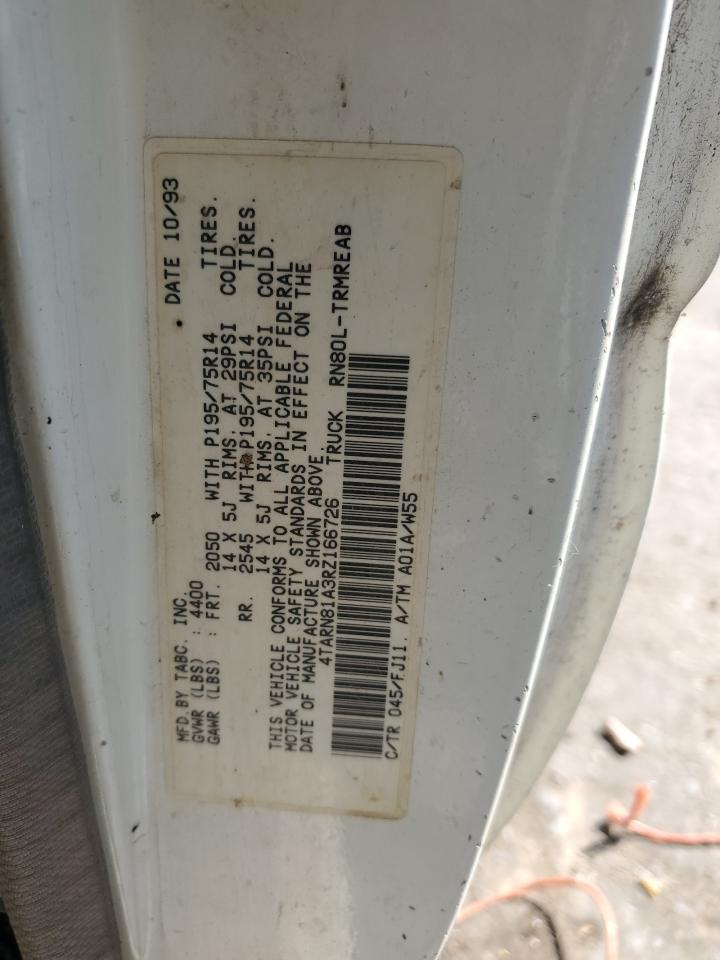 DATE 10/93
MFD.BY TABC. INC.
GVWR (LBS) : 4400
GAWR (LBS) : FRT. 2050 WITH P195/75R14 TIRES.
14 X 5J RIMS. AT 29PSI COLD.
RR. 2545 WITH P195/75R14 TIRES.
14 X 5J RIMS. AT 35PSI COLD.
THIS VEHICLE CONFORMS TO ALL APPLICABLE FEDERAL
MOTOR VEHICLE SAFETY STANDARDS IN EFFECT ON THE
DATE OF MANUFACTURE SHOWN ABOVE.
4TARN81A3RZ166726 TRUCK RN80L-TRMREAB
C/TR 045/FJ11. A/TM A01A/W55